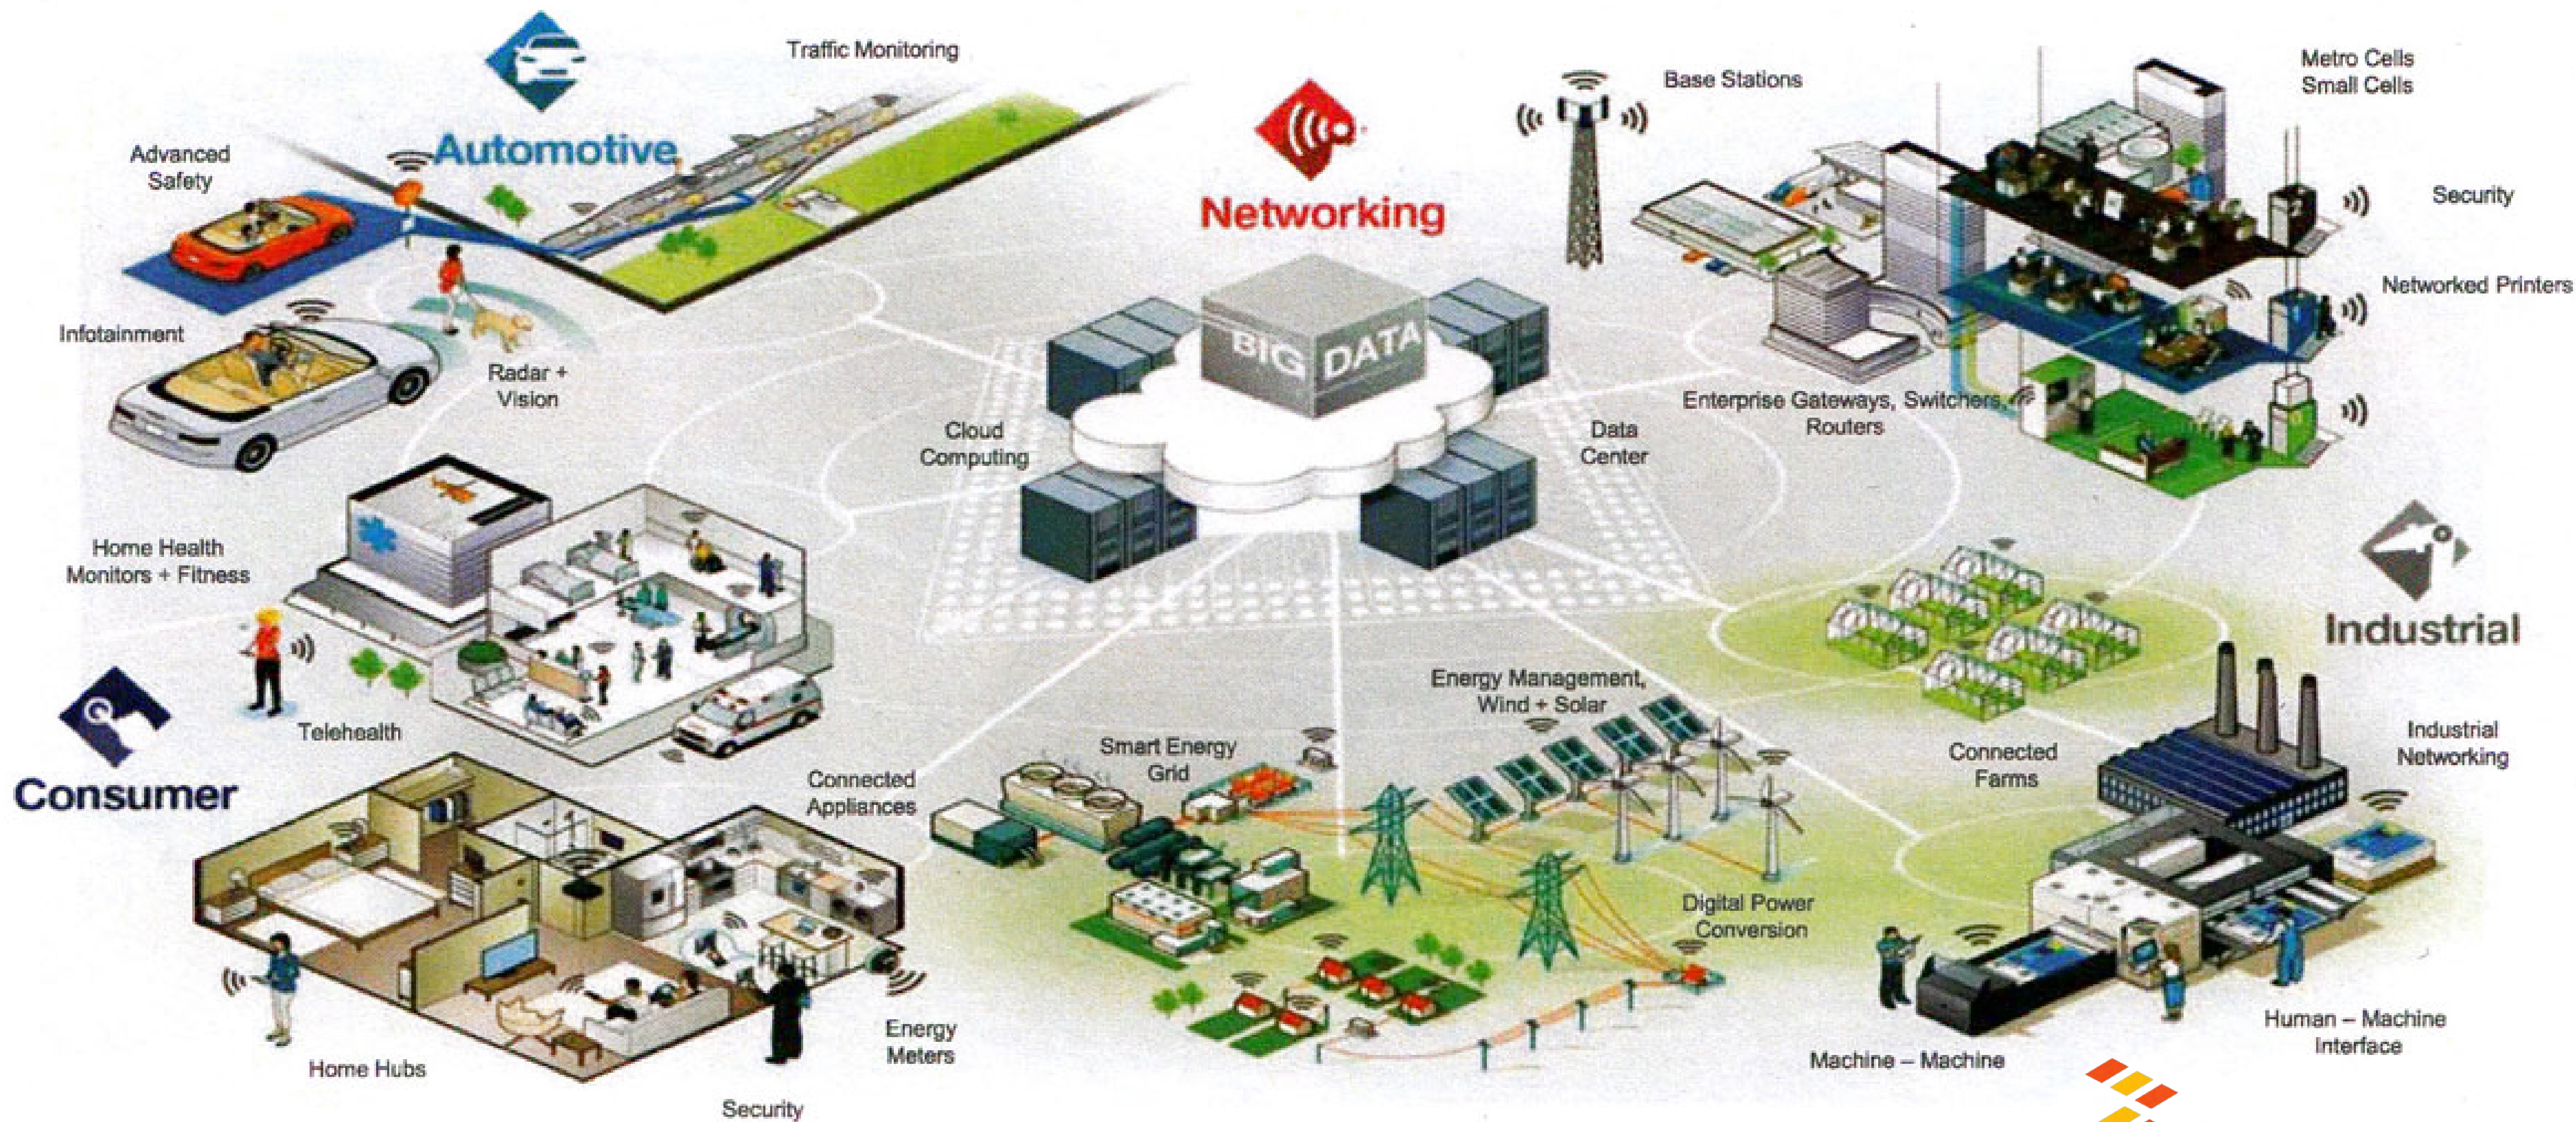 Traffic Monitoring
Automotive
Advanced
Safety
Infotainment
Radar +
Vision
Networking
Base Stations
Metro Cells
Small Cells
Security
Networked Printers
Enterprise Gateways, Switchers,
Routers
BIG DATA
Cloud
Computing
Data
Center
Home Health
Monitors + Fitness
Telehealth
Consumer
Connected
Appliances
Home Hubs
Security
Energy
Meters
Smart Energy
Grid
Energy Management,
Wind + Solar
Digital Power
Conversion
Connected
Farms
Industrial
Industrial
Networking
Machine – Machine
Human – Machine
Interface